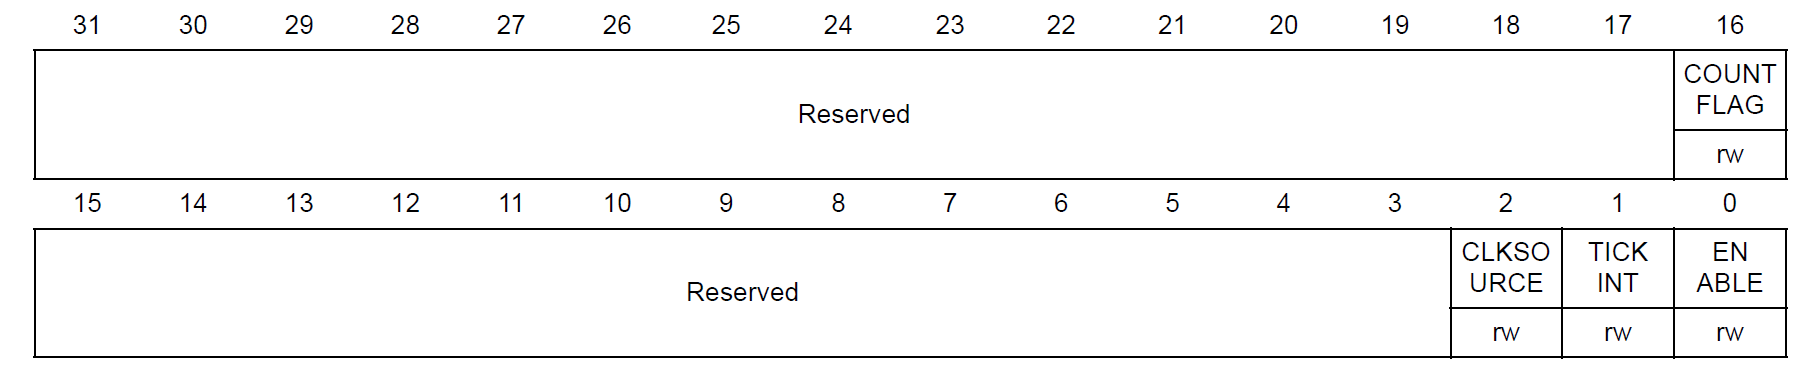 31 30 29 28 27 26 25 24 23 22 21 20 19 18 17 16
Reserved
COUNT
FLAG
rw
15 14 13 12 11 10 9 8 7 6 5 4 3 2 1 0
Reserved
CLKSO
URCE
rw
TICK
INT
rw
EN
ABLE
rw